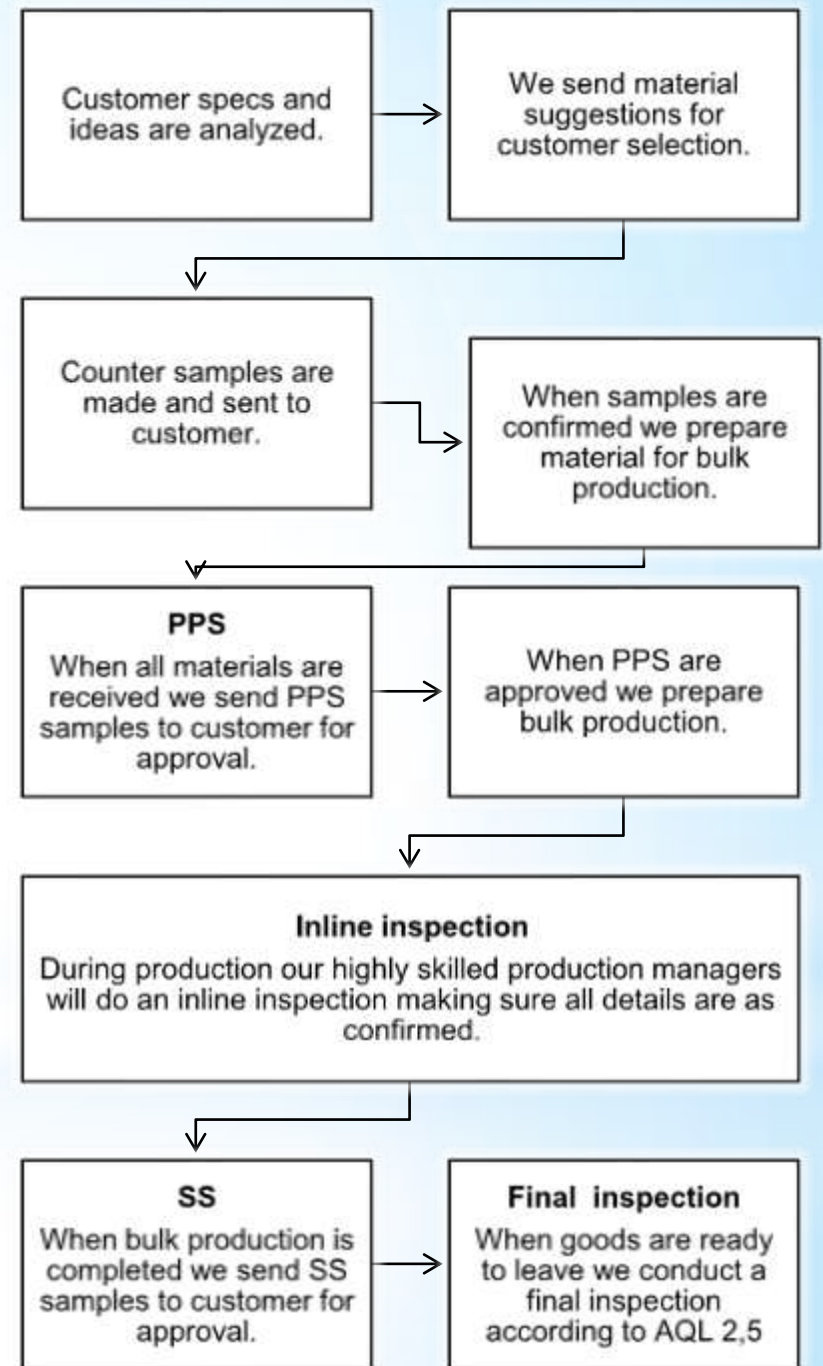 Customer specs and
ideas are analyzed.
We send material
suggestions for
customer selection.
Counter samples are
made and sent to
customer.
When samples are
confirmed we prepare
material for bulk
production.
PPS
When all materials are
received we send PPS
samples to customer for
approval.
When PPS are
approved we prepare
bulk production.
Inline inspection
During production our highly skilled production managers
will do an inline inspection making sure all details are as
confirmed.
SS
When bulk production is
completed we send SS
samples to customer for
approval.
Final inspection
When goods are ready
to leave we conduct a
final inspection
according to AQL 2,5